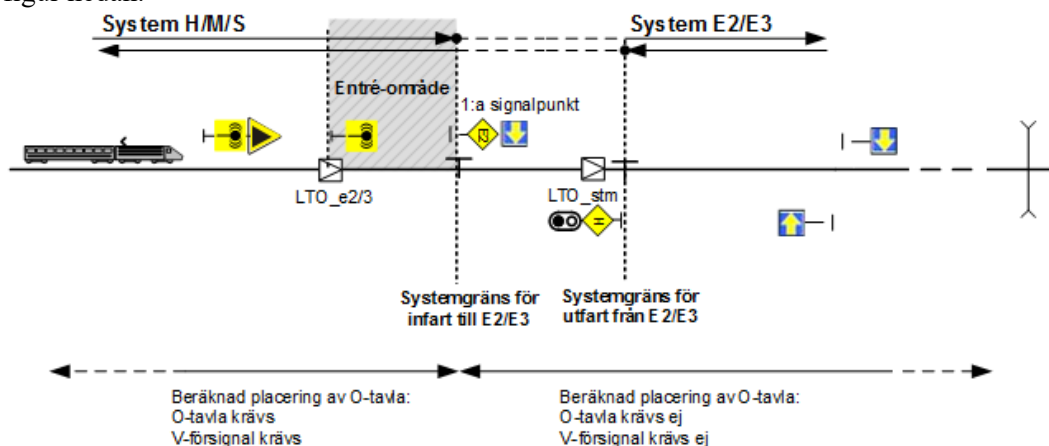 System H/M/S
System E2/E3
Entré-område
1:a signalpunkt
LTO_e2/3
LTO_stm
H
Systemgräns för
infart till E2/E3
Systemgräns för
utfart från E2/E3
Beräknad placering av O-tavla:
O-tavla krävs
V-försignal krävs
Beräknad placering av O-tavla:
O-tavla krävs ej
V-försignal krävs ej